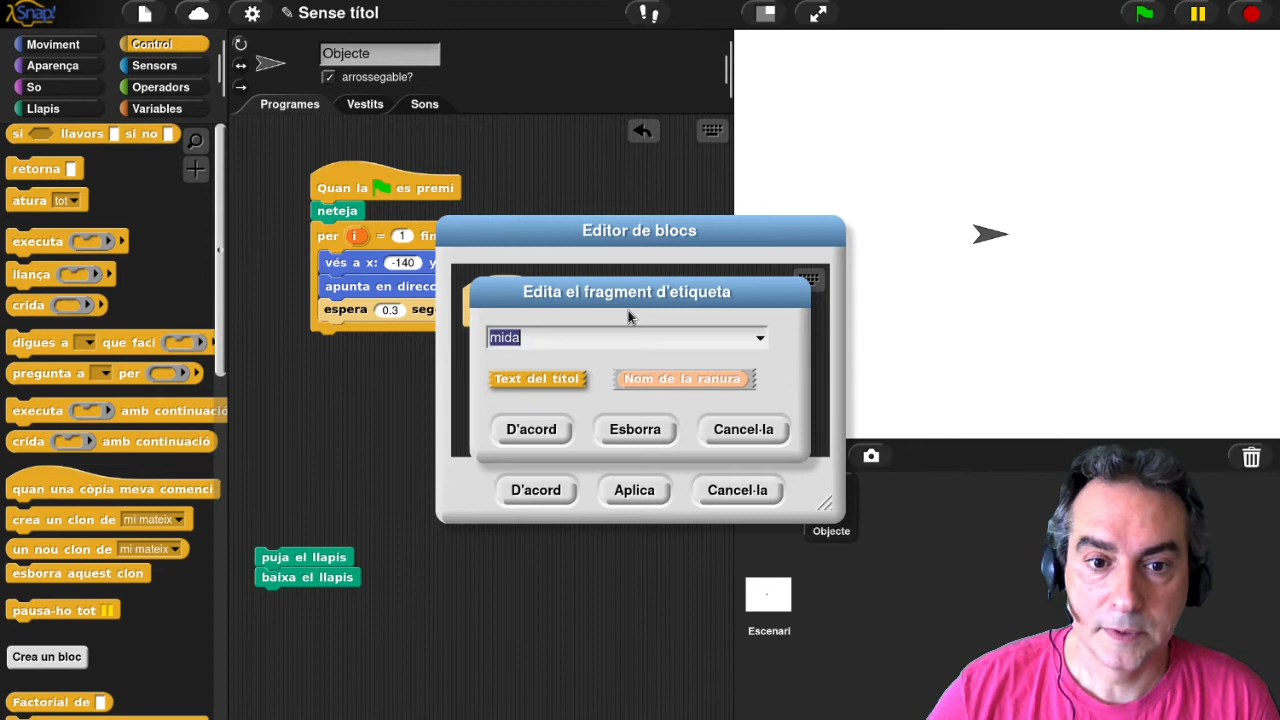 Snap!
Sense títol
Moviment
Control
Aparença
Sensors
So
Operadors
Llapis
Variables
Objecte
arrossegable?
Programes
Vestits
Sons
si llavors si no
retorna
atura tot
executa
llança
crida
digues a que faci
pregunta a per
executa amb continuació
crida amb continuació
quan una còpia meva comenci
crea un clon de mi mateix
un nou clon de mi mateix
esborra aquest clon
pausa-ho tot
Crea un bloc
Factorial de
Quan la es premi
neteja
per i = 1 fin
vés a x: -140 y
apunta en direcc
espera 0.3 seg
puja el llapis
baixa el llapis
Editor de blocs
Edita el fragment d'etiqueta
mida
Text del títol
Nom de la ranura
D'acord
Esborra
Cancel·la
D'acord
Aplica
Cancel·la
Objecte
Escenari